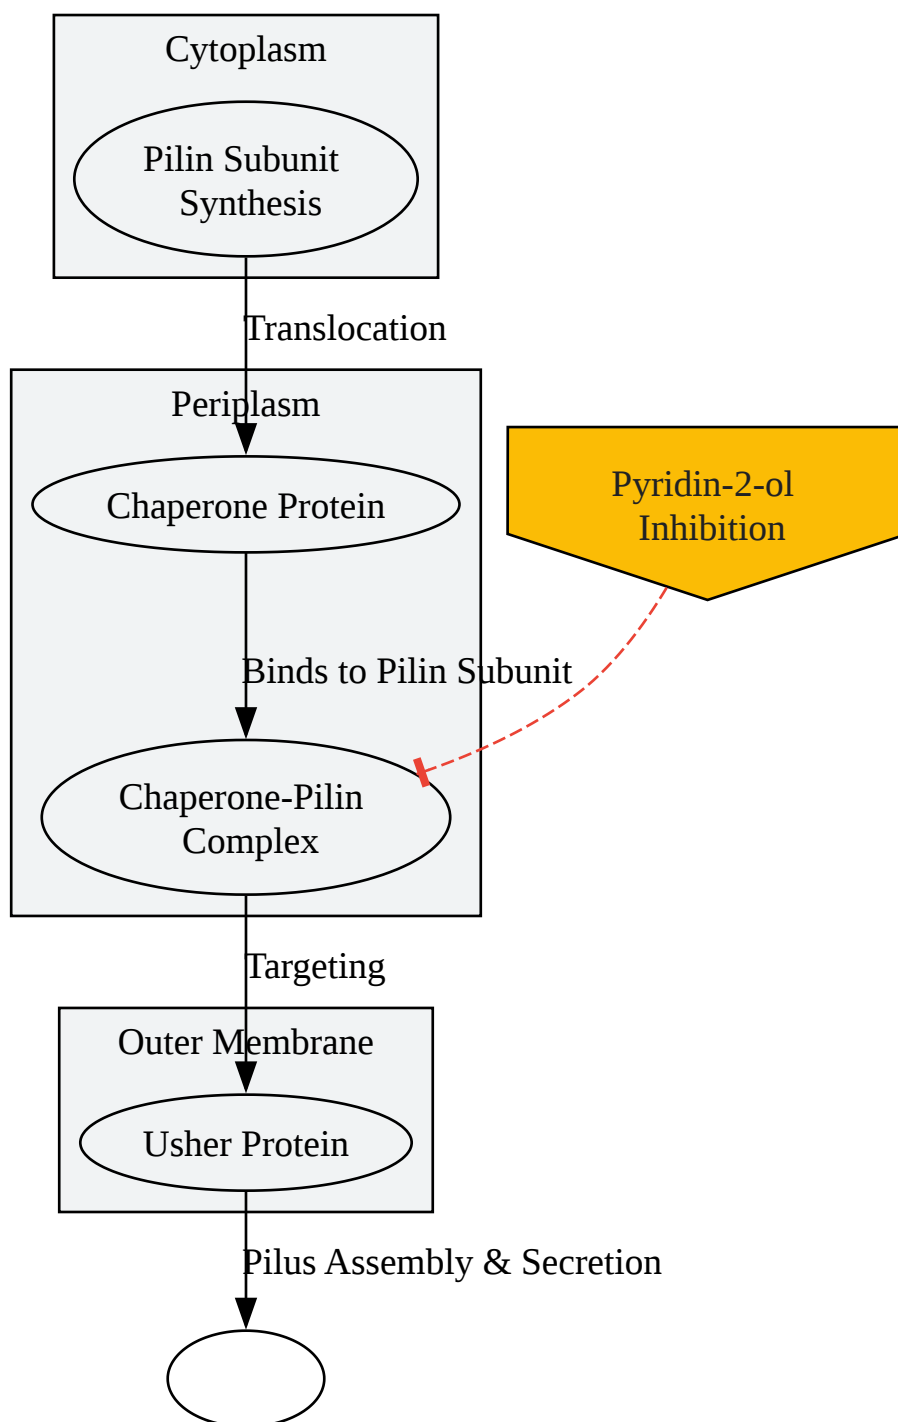 Cytoplasm
Pilin Subunit
Synthesis
Translocation
Periplasm
Chaperone Protein
Pyridin-2-ol
Inhibition
Binds to Pilin Subunit
Chaperone-Pilin
Complex
Targeting
Outer Membrane
Usher Protein
Pilus Assembly & Secretion